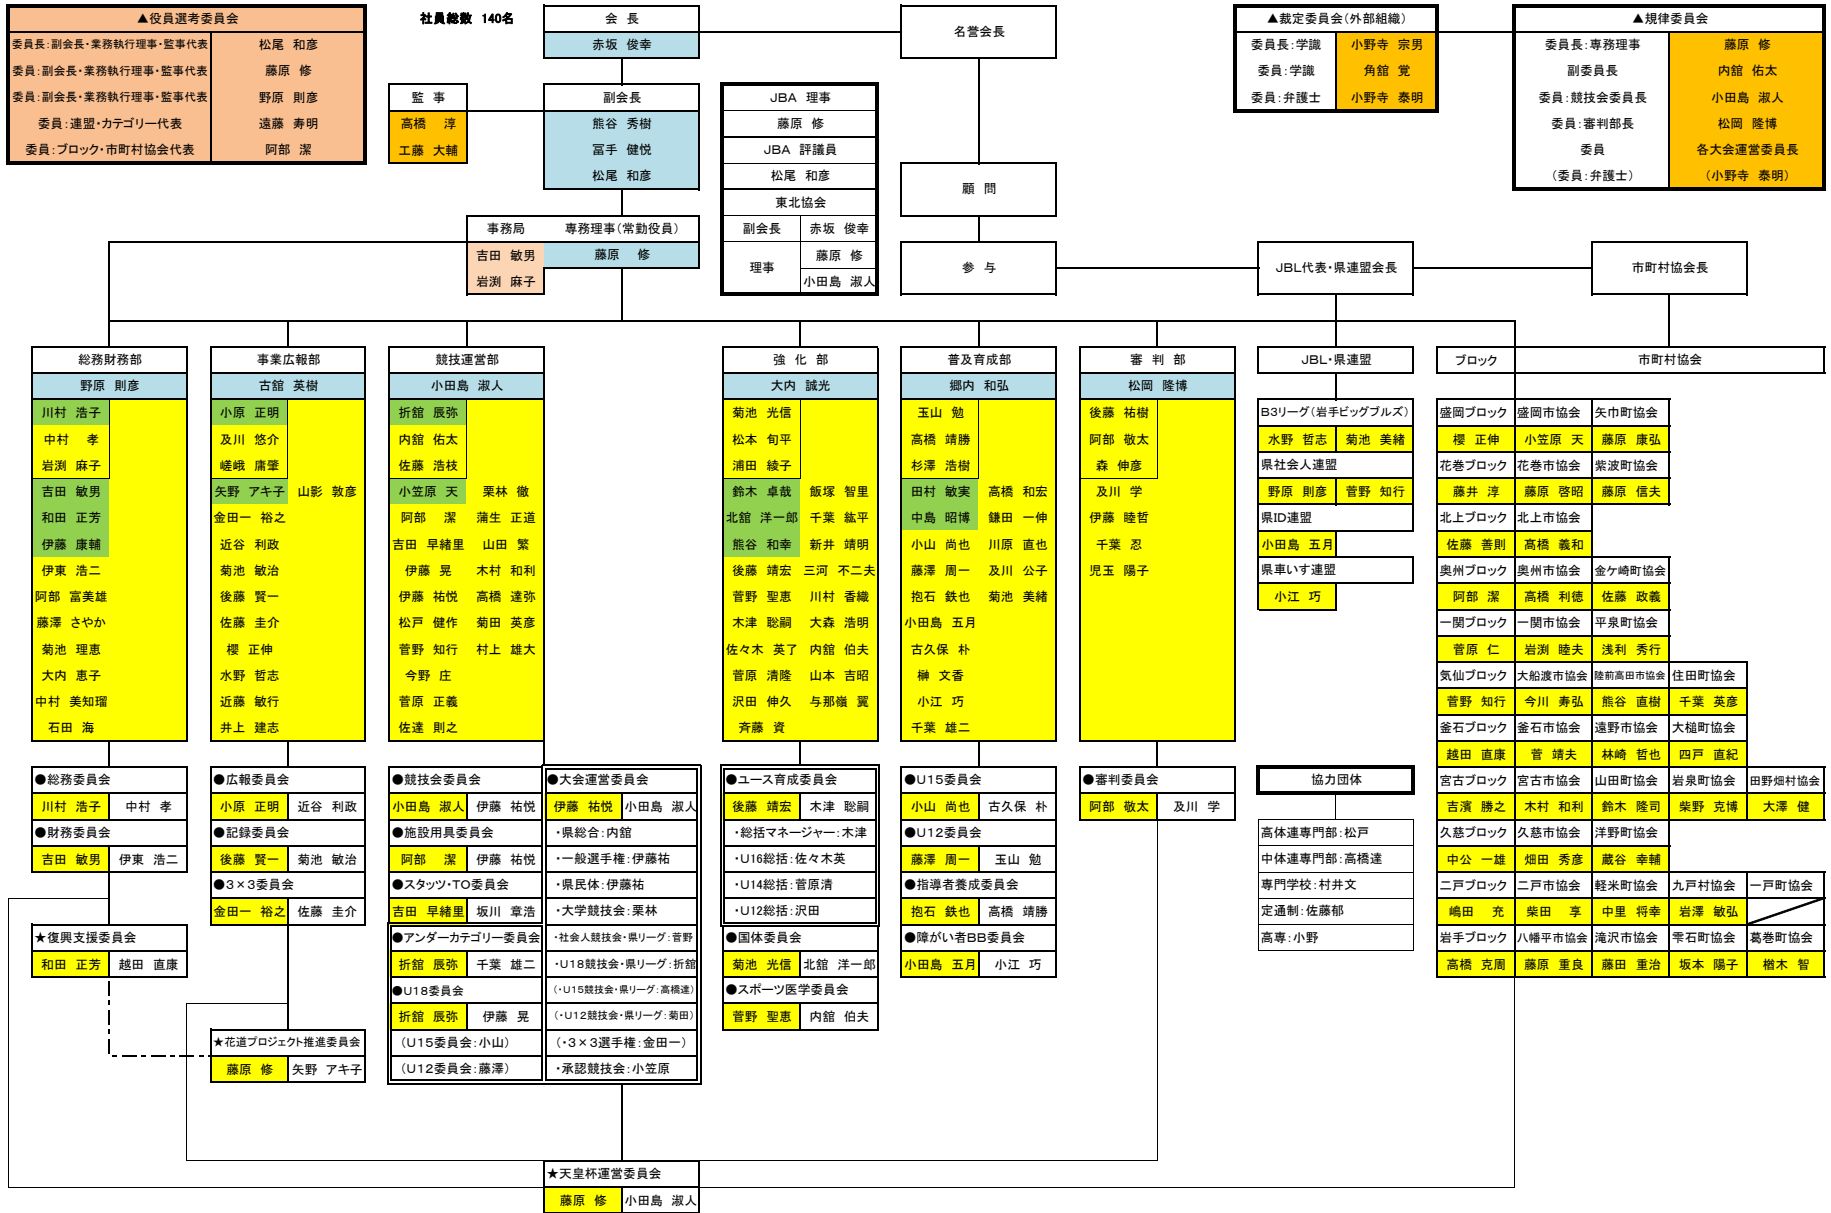 ▲役員選考委員会
委員長：副会長・業務執行理事・監事代表 松尾 和彦
委員：副会長・業務執行理事・監事代表 藤原 修
委員：副会長・業務執行理事・監事代表 野原 則彦
委員：連盟・カテゴリー代表 遠藤 寿明
委員：ブロック・市町村協会代表 阿部 潔
社員総数 140名
会 長
赤坂 俊幸
名誉会長
▲裁定委員会（外部組織）
委員長：学識 小野寺 宗男
委員：学識 角舘 覚
委員：弁護士 小野寺 泰明
▲規律委員会
委員長：専務理事 藤原 修
副委員長 内舘 佑太
委員：競技会委員長 小田島 淑人
委員：審判部長 松岡 隆博
委員 各大会運営委員長
（委員：弁護士） （小野寺 泰明）
監 事
高橋 淳
工藤 大輔
副会長
熊谷 秀樹
冨手 健悦
松尾 和彦
JBA 理事
藤原 修
JBA 評議員
松尾 和彦
東北協会
副会長 赤坂 俊幸
理事 藤原 修
小田島 淑人
顧 問
事務局 専務理事（常勤役員）
吉田 敏男 藤原 修
岩渕 麻子
参 与
JBL代表・県連盟会長
市町村協会長
総務財務部
野原 則彦
川村 浩子
中村 孝
岩渕 麻子
吉田 敏男
和田 正芳
伊藤 康輔
伊東 浩二
阿部 富美雄
藤澤 さやか
菊池 理恵
大内 恵子
中村 美知瑠
石田 海
事業広報部
古舘 英樹
小原 正明
及川 悠介
嵯峨 庸肇
矢野 アキ子 山影 敦彦
金田一 裕之
近谷 利政
菊池 敏治
後藤 賢一
佐藤 圭介
櫻 正伸
水野 哲志
近藤 敏行
井上 建志
競技運営部
小田島 淑人
折舘 辰弥
内舘 佑太
佐藤 浩枝
小笠原 天 栗林 徹
阿部 潔 蒲生 正道
吉田 早緒里 山田 繁
伊藤 晃 木村 和利
伊藤 祐悦 高橋 達弥
松戸 健作 菊田 英彦
菅野 知行 村上 雄大
今野 庄
菅原 正義
佐達 則之
強 化 部
大内 誠光
菊池 光信
松本 旬平
浦田 綾子
鈴木 卓哉 飯塚 智里
北舘 洋一郎 千葉 紘平
熊谷 和幸 新井 靖明
後藤 靖宏 三河 不二夫
菅野 聖恵 川村 香織
木津 聡嗣 大森 浩明
佐々木 英了 内舘 伯夫
菅原 清隆 山本 吉昭
沢田 伸久 与那嶺 翼
斉藤 資
普及育成部
郷内 和弘
玉山 勉
高橋 靖勝
杉澤 浩樹
田村 敏実 高橋 和宏
中島 昭博 鎌田 一伸
小山 尚也 川原 直也
藤澤 周一 及川 公子
抱石 鉄也 菊池 美緒
小田島 五月
古久保 朴
榊 文香
小江 巧
千葉 雄二
審 判 部
松岡 隆博
後藤 祐樹
阿部 敬太
森 伸彦
及川 学
伊藤 睦哲
千葉 忍
児玉 陽子
JBL・県連盟
B3リーグ（岩手ビッグブルズ）
水野 哲志 菊池 美緒
県社会人連盟
野原 則彦 菅野 知行
県ID連盟
小田島 五月
県車いす連盟
小江 巧
ブロック 市町村協会
盛岡ブロック 盛岡市協会 矢巾町協会
櫻 正伸 小笠原 天 藤原 康弘
花巻ブロック 花巻市協会 紫波町協会
藤井 淳 藤原 啓昭 藤原 信夫
北上ブロック 北上市協会
佐藤 善則 髙橋 義和
奥州ブロック 奥州市協会 金ケ崎町協会
阿部 潔 高橋 利徳 佐藤 政義
一関ブロック 一関市協会 平泉町協会
菅原 仁 岩渕 睦夫 浅利 秀行
気仙ブロック 大船渡市協会 陸前高田市協会 住田町協会
菅野 知行 今川 寿弘 熊谷 直樹 千葉 英彦
釜石ブロック 釜石市協会 遠野市協会 大槌町協会
越田 直康 菅 靖夫 林崎 哲也 四戸 直紀
宮古ブロック 宮古市協会 山田町協会 岩泉町協会 田野畑村協会
吉濱 勝之 木村 和利 鈴木 隆司 柴野 克博 大澤 健
久慈ブロック 久慈市協会 洋野町協会
中公 一雄 畑田 秀彦 蔵谷 幸輔
二戸ブロック 二戸市協会 軽米町協会 九戸村協会 一戸町協会
嶋田 充 柴田 享 中里 将幸 岩澤 敏弘
岩手ブロック 八幡平市協会 滝沢市協会 雫石町協会 葛巻町協会
高橋 克周 藤原 重良 藤田 重治 坂本 陽子 楢木 智
●総務委員会
川村 浩子 中村 孝
●財務委員会
吉田 敏男 伊東 浩二
★復興支援委員会
和田 正芳 越田 直康
●広報委員会
小原 正明 近谷 利政
●記録委員会
後藤 賢一 菊池 敏治
●3×3委員会
金田一 裕之 佐藤 圭介
★花道プロジェクト推進委員会
藤原 修 矢野 アキ子
●競技会委員会
小田島 淑人 伊藤 祐悦
●施設用具委員会
阿部 潔 伊藤 祐悦
●スタッツ・TO委員会
吉田 早緒里 坂川 章浩
●アンダーカテゴリー委員会
折舘 辰弥 千葉 雄二
●U18委員会
折舘 辰弥 伊藤 晃
（U15委員会：小山）
（U12委員会：藤澤）
●大会運営委員会
伊藤 祐悦 小田島 淑人
・県総合：内舘
・一般選手権：伊藤祐
・県民体：伊藤祐
・大学競技会：栗林
・社会人競技会・県リーグ：菅野
・U18競技会・県リーグ：折舘
（・U15競技会・県リーグ：高橋達）
（・U12競技会・県リーグ：菊田）
（・3×3選手権：金田一）
・承認競技会：小笠原
●ユース育成委員会
後藤 靖宏 木津 聡嗣
・総括マネージャー：木津
・U16総括：佐々木英
・U14総括：菅原清
・U12総括：沢田
●国体委員会
菊池 光信 北舘 洋一郎
●スポーツ医学委員会
菅野 聖恵 内舘 伯夫
●U15委員会
小山 尚也 古久保 朴
●U12委員会
藤澤 周一 玉山 勉
●指導者養成委員会
抱石 鉄也 高橋 靖勝
●障がい者BB委員会
小田島 五月 小江 巧
●審判委員会
阿部 敬太 及川 学
協力団体
高体連専門部：松戸
中体連専門部：高橋達
専門学校：村井文
定通制：佐藤郁
高専：小野
★天皇杯運営委員会
藤原 修 小田島 淑人